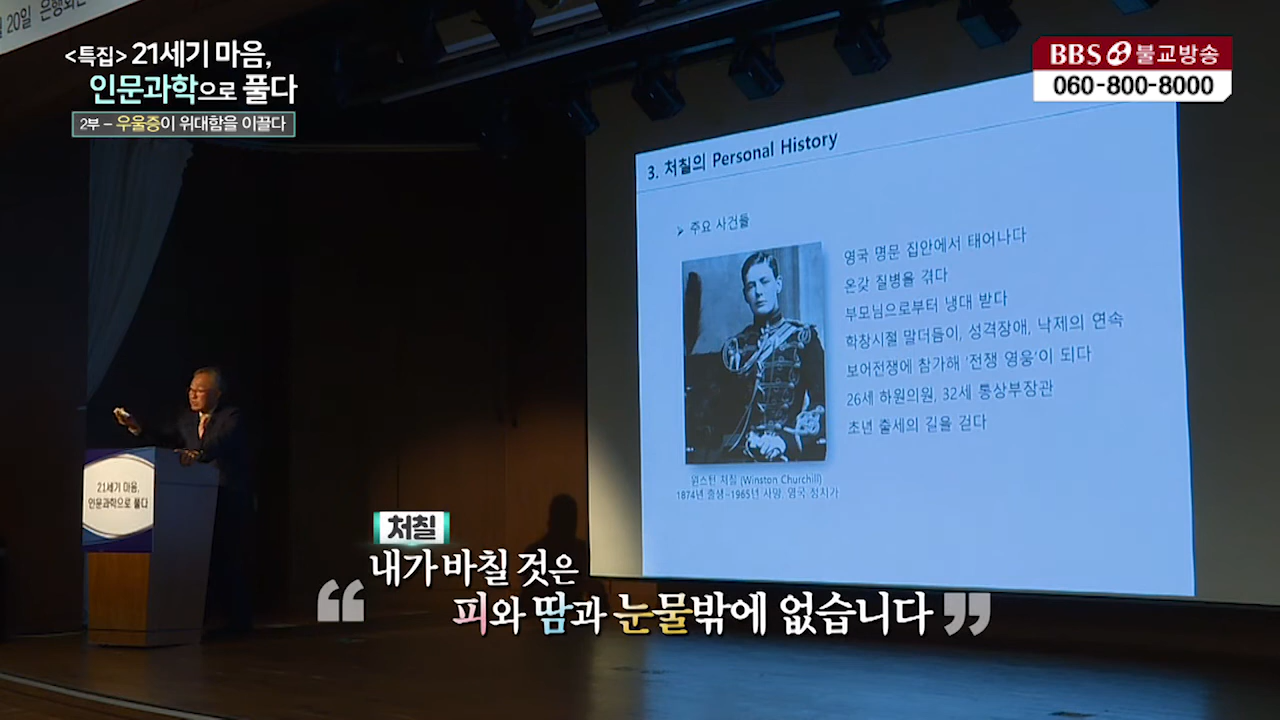 월 20일 은행회관
<특집> 21세기 마음,
인문과학으로 풀다
2부 - 우울증이 위대함을 이끌다
BBS 불교방송
060-800-8000
3. 처칠의 Personal History
➢ 주요 사건들
영국 명문 집안에서 태어나다
온갖 질병을 겪다
부모님으로부터 냉대 받다
학창시절 말더듬이, 성격장애, 낙제의 연속
보어전쟁에 참가해 '전쟁 영웅'이 되다
26세 하원의원, 32세 통상부장관
초년 출세의 길을 걷다
윈스턴 처칠 (Winston Churchill)
1874년 출생~1965년 사망, 영국 정치가
21세기 마음,
인문과학으로 풀다
처칠
“내가 바칠 것은
피와 땀과 눈물밖에 없습니다”